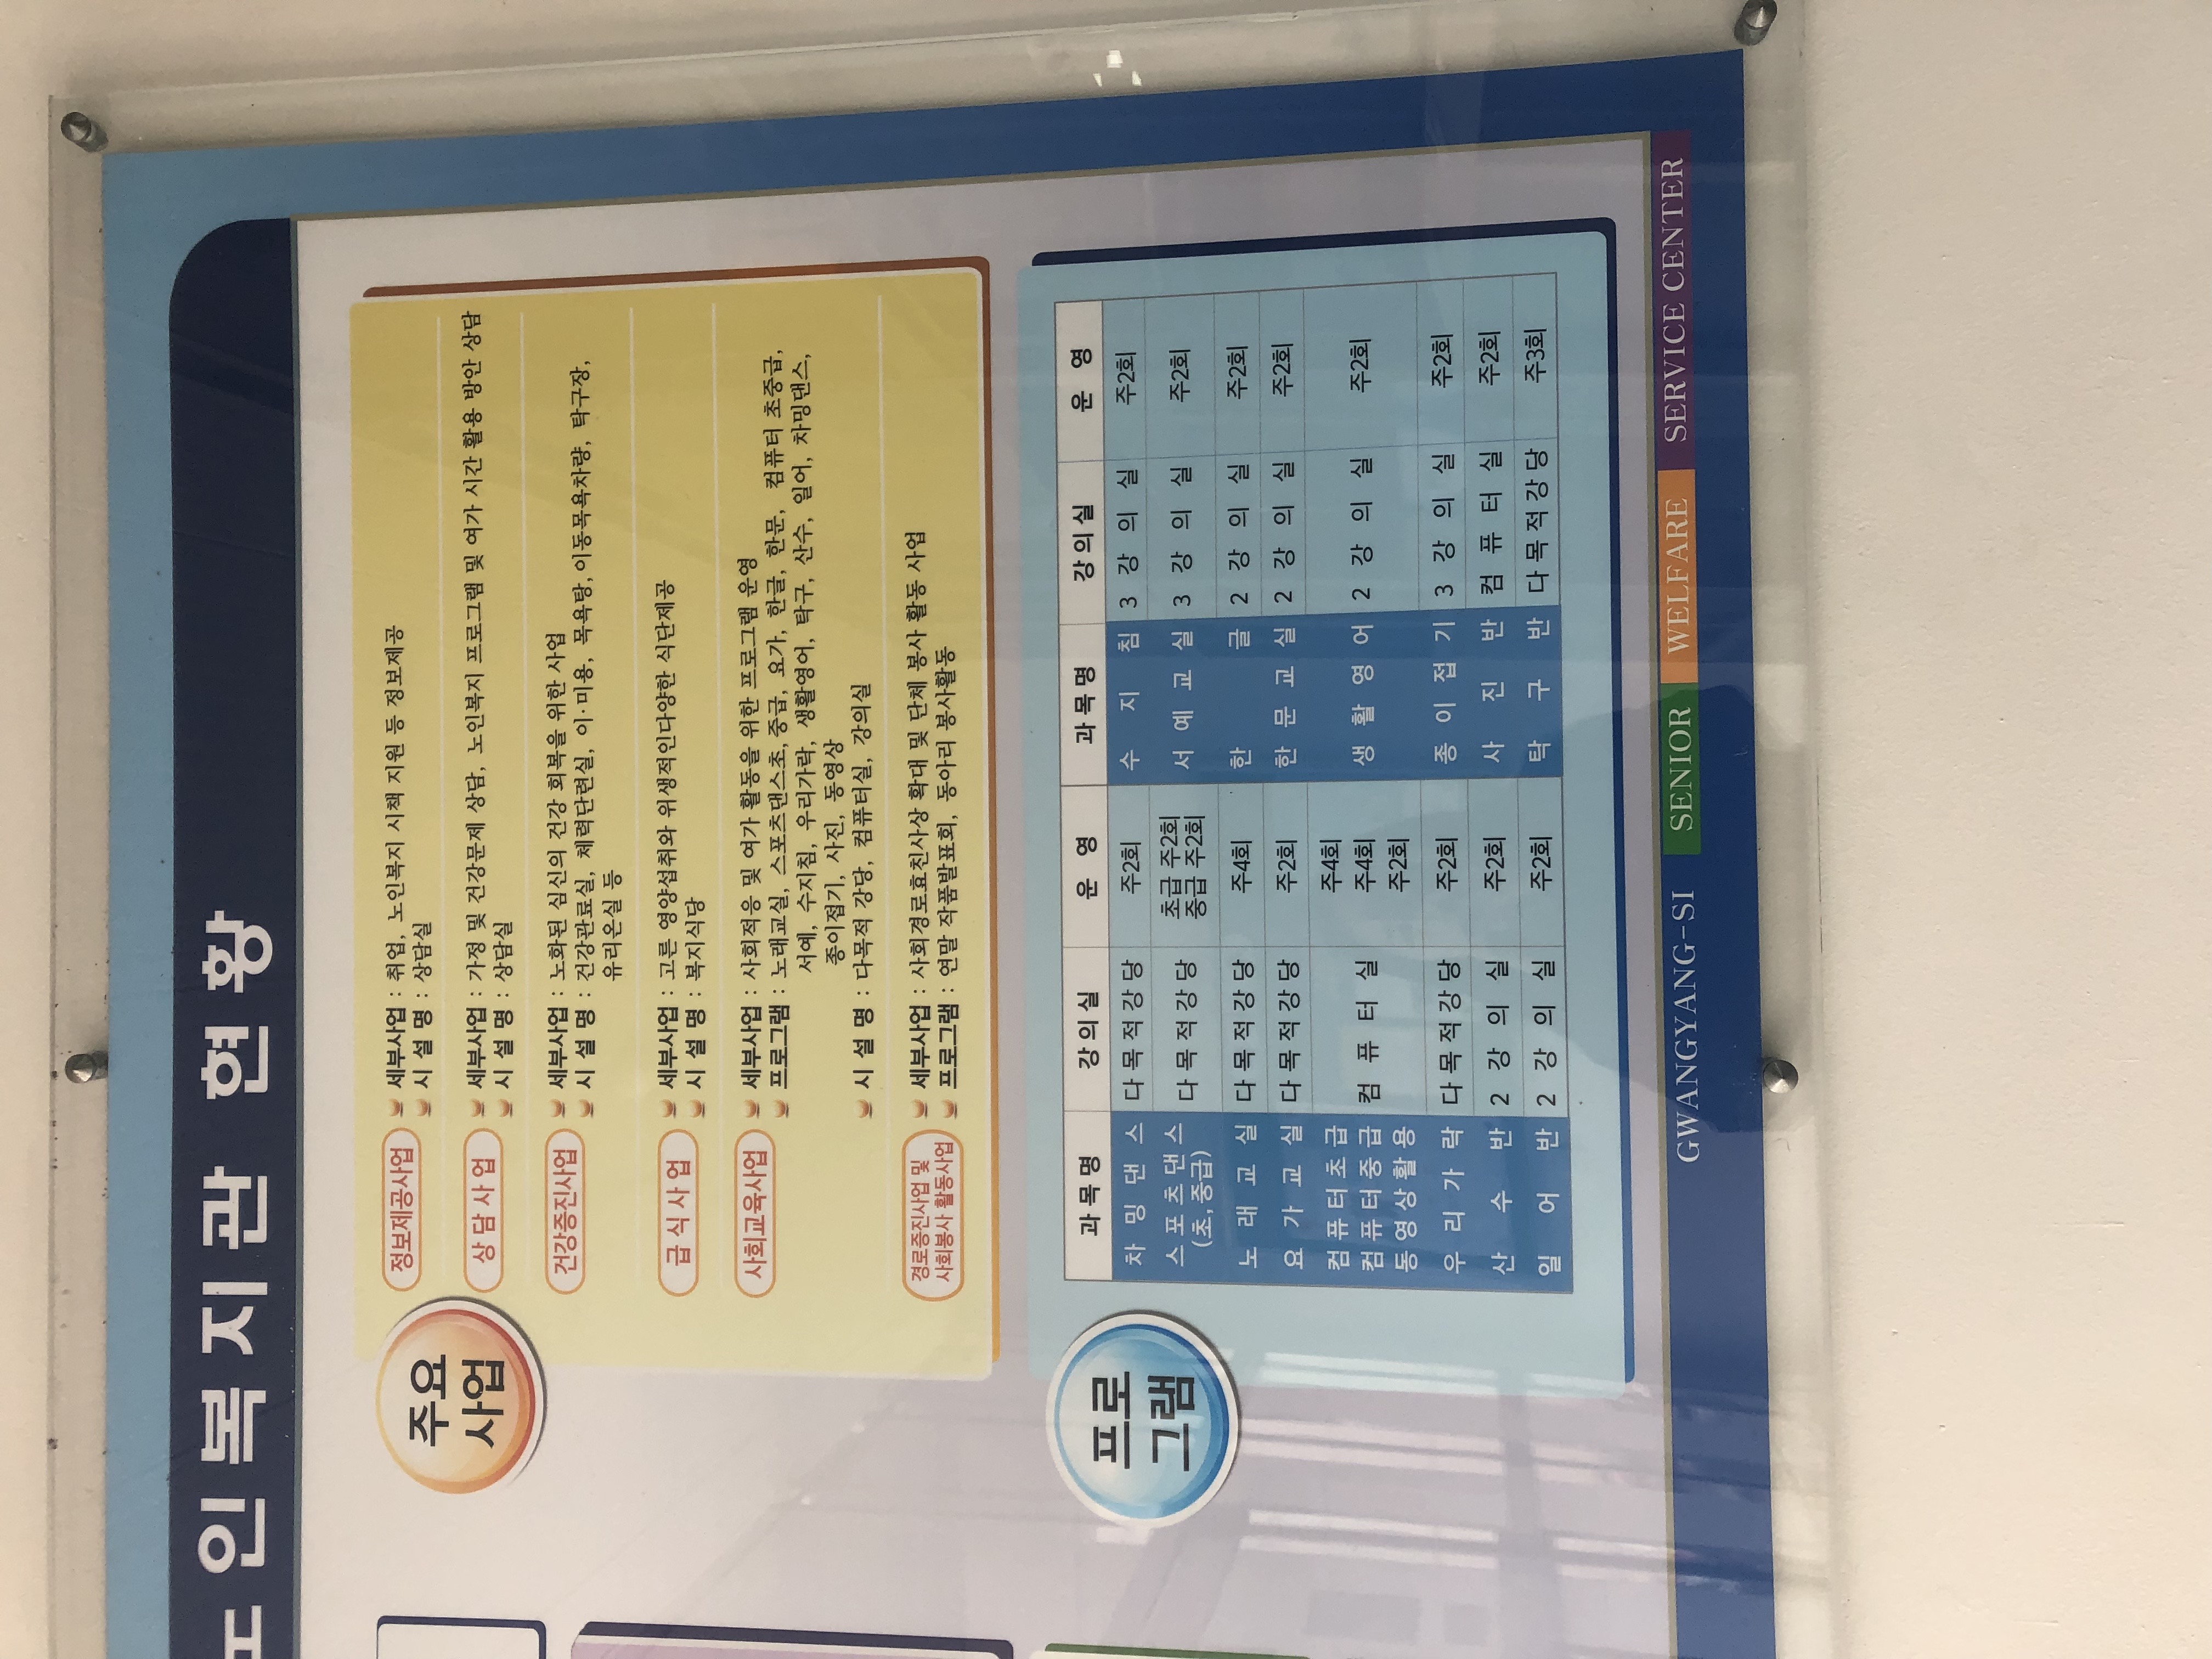 노인복지관 현황
주요
사업
정보제공사업
세부사업 : 취업, 노인복지 시책 지원 등 정보제공
시 설 명 : 상담실
상담사업
세부사업 : 가정 및 건강문제 상담, 노인복지 프로그램 및 여가 시간 활용 방안 상담
시 설 명 : 상담실
건강증진사업
세부사업 : 노화된 심신의 건강 회복을 위한 사업
시 설 명 : 건강관료실, 체력단련실, 이·미용, 목욕탕, 이동목욕차량, 탁구장,
유리온실 등
급식사업
세부사업 : 고른 영양섭취와 위생적인다양한 식단제공
시 설 명 : 복지식당
사회교육사업
세부사업 : 사회적응 및 여가 활동을 위한 프로그램 운영
프로그램 : 노래교실, 스포츠댄스초, 중급, 요가, 한글, 한문, 컴퓨터 초중급,
서예, 수지침, 우리가락, 생활영어, 탁구, 산수, 일어, 차밍댄스,
종이접기, 사진, 동영상
시 설 명 : 다목적 강당, 컴퓨터실, 강의실
경로증진사업 및
사회봉사 활동사업
세부사업 : 사회경로효친사상 확대 및 단체 봉사 활동 사업
프로그램 : 연말 작품발표회, 동아리 봉사활동
프로
그램
과목명 강의실 운 영 과목명 강의실 운 영
차밍댄스 다목적강당 주2회 수지침 3강의실 주2회
스포츠댄스
(초,중급) 다목적강당 초급 주2회
중급 주2회 서예교실 3강의실 주2회
노래교실 다목적강당 주4회 한글 2강의실 주2회
요가교실 다목적강당 주2회 한문교실 2강의실 주2회
컴퓨터초급 주4회
컴퓨터중급 컴퓨터실 주4회 생활영어 2강의실 주2회
동영상활용 주2회
우리가락 다목적강당 주2회 종이접기 3강의실 주2회
산수반 2강의실 주2회 사진반 컴퓨터실 주2회
일어반 2강의실 주2회 탁구반 다목적강당 주3회
GWANGYANG-SI SENIOR WELFARE SERVICE CENTER